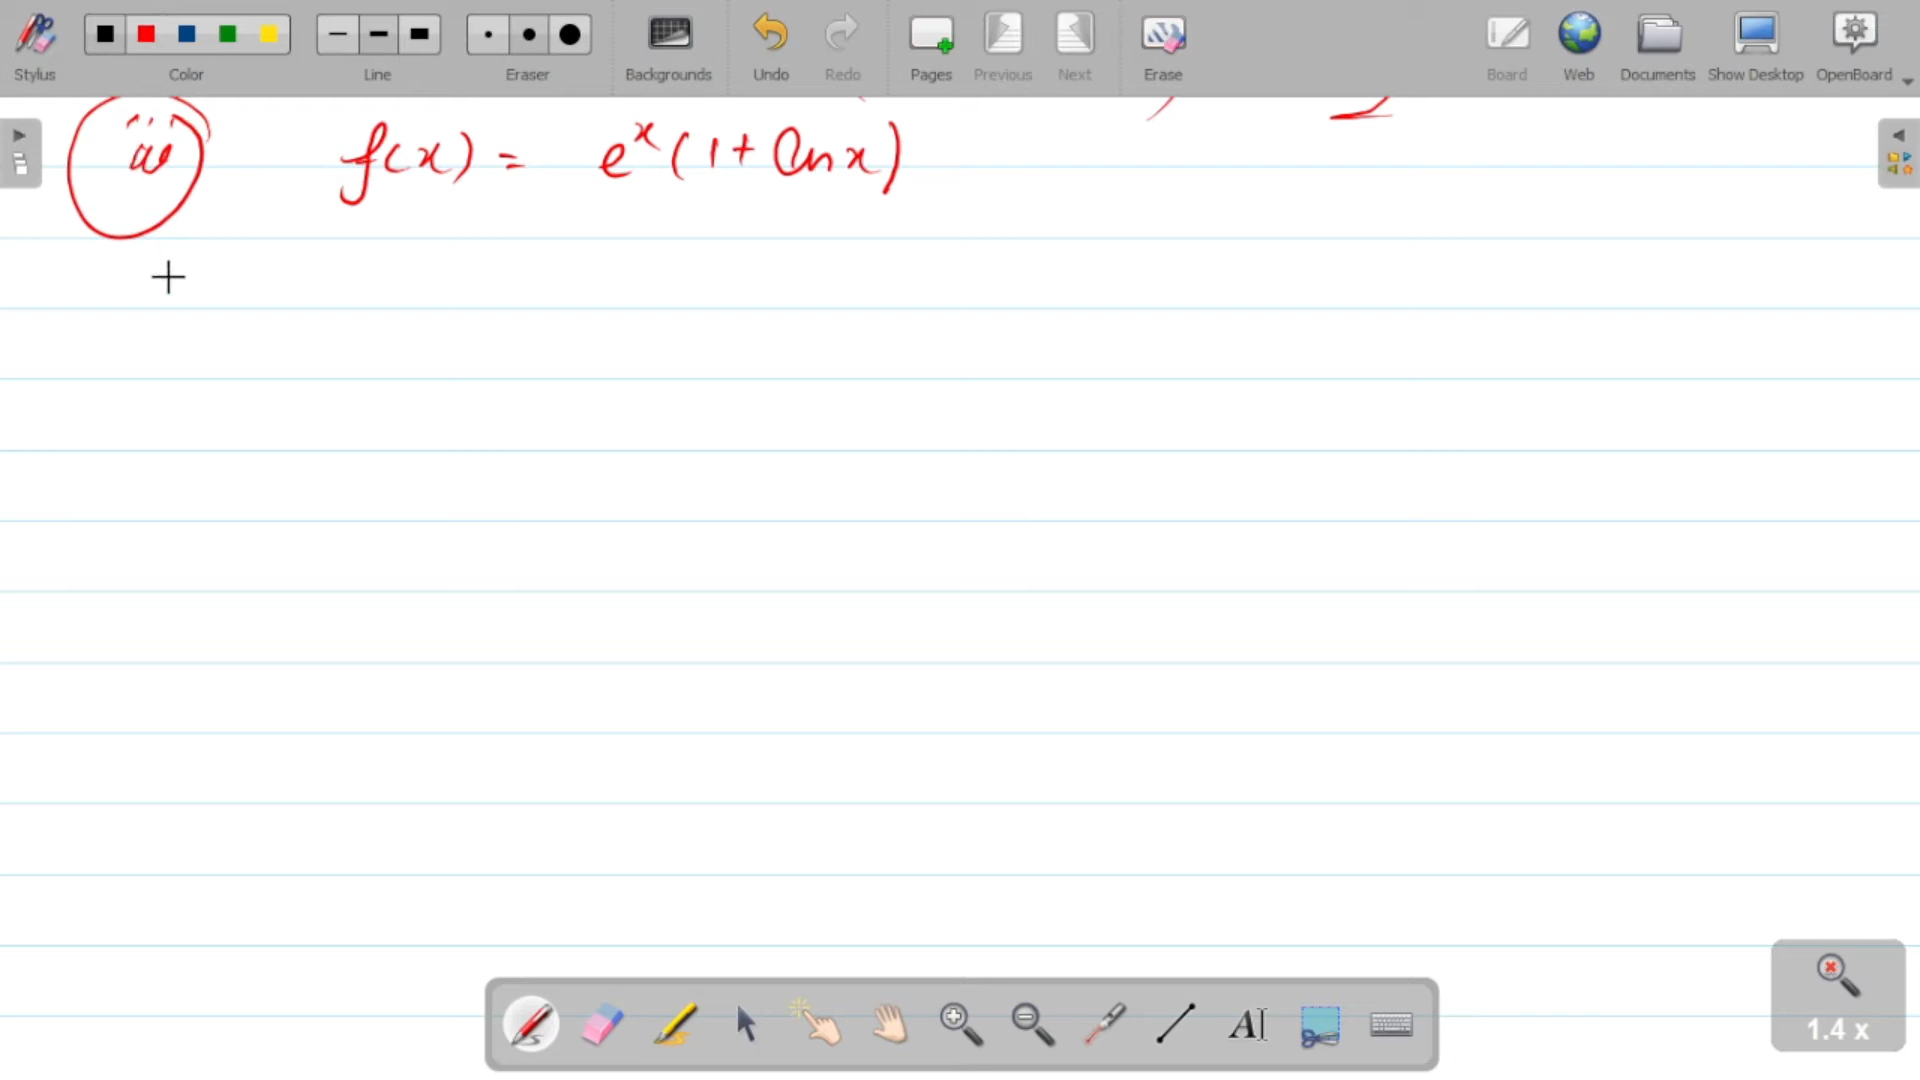 Stylus Color Line Eraser Backgrounds Undo Redo Pages Previous Next Erase Board Web Documents Show Desktop OpenBoard
iii f(x) = e^x (1 + ln x)
1.4 x